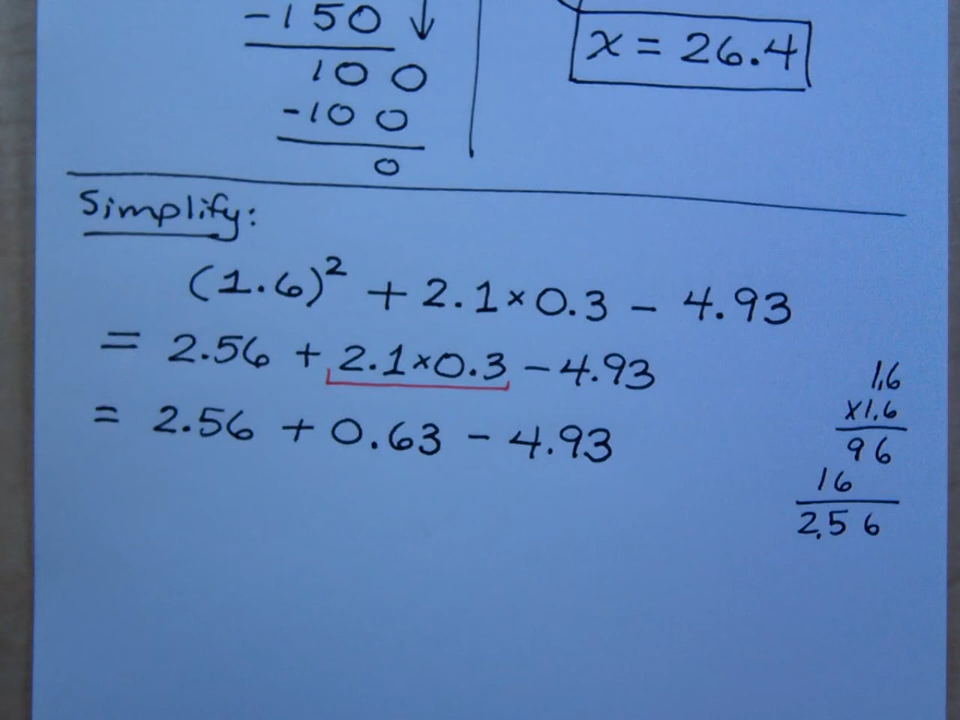 -150 ↓
100
-100
0
x = 26.4
Simplify:
(1.6)² + 2.1×0.3 - 4.93
= 2.56 + 2.1×0.3 - 4.93
= 2.56 + 0.63 - 4.93
1.6
×1.6
96
16
2.56